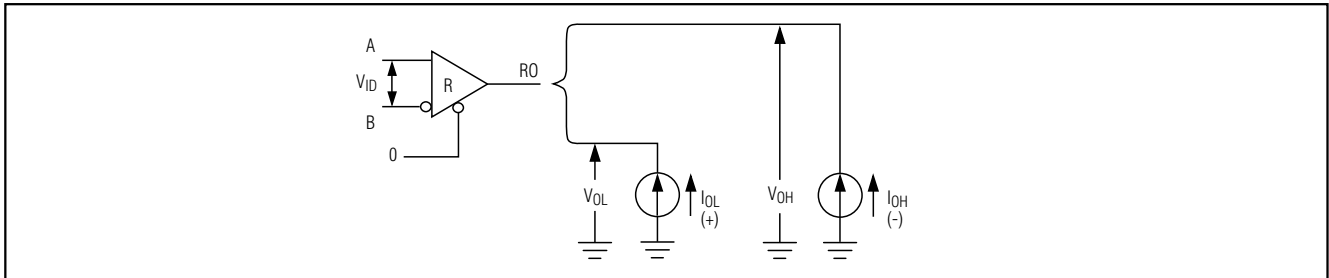 A
VID
B
R
RO
0
VOL
IOL
(+)
VOH
IOH
(-)